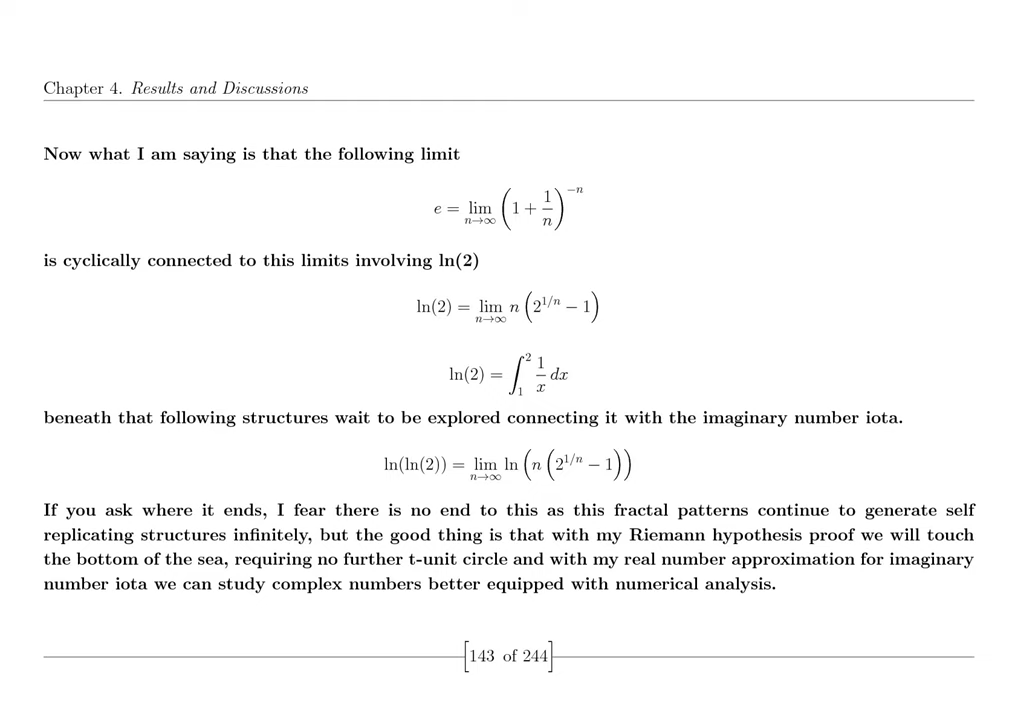 Chapter 4. Results and Discussions
Now what I am saying is that the following limit
e = lim_{n→∞} (1 + 1/n)^{−n}
is cyclically connected to this limits involving ln(2)
ln(2) = lim_{n→∞} n (2^{1/n} − 1)
ln(2) = ∫_1^2 1/x dx
beneath that following structures wait to be explored connecting it with the imaginary number iota.
ln(ln(2)) = lim_{n→∞} ln (n (2^{1/n} − 1))
If you ask where it ends, I fear there is no end to this as this fractal patterns continue to generate self
replicating structures infinitely, but the good thing is that with my Riemann hypothesis proof we will touch
the bottom of the sea, requiring no further t-unit circle and with my real number approximation for imaginary
number iota we can study complex numbers better equipped with numerical analysis.
[143 of 244]